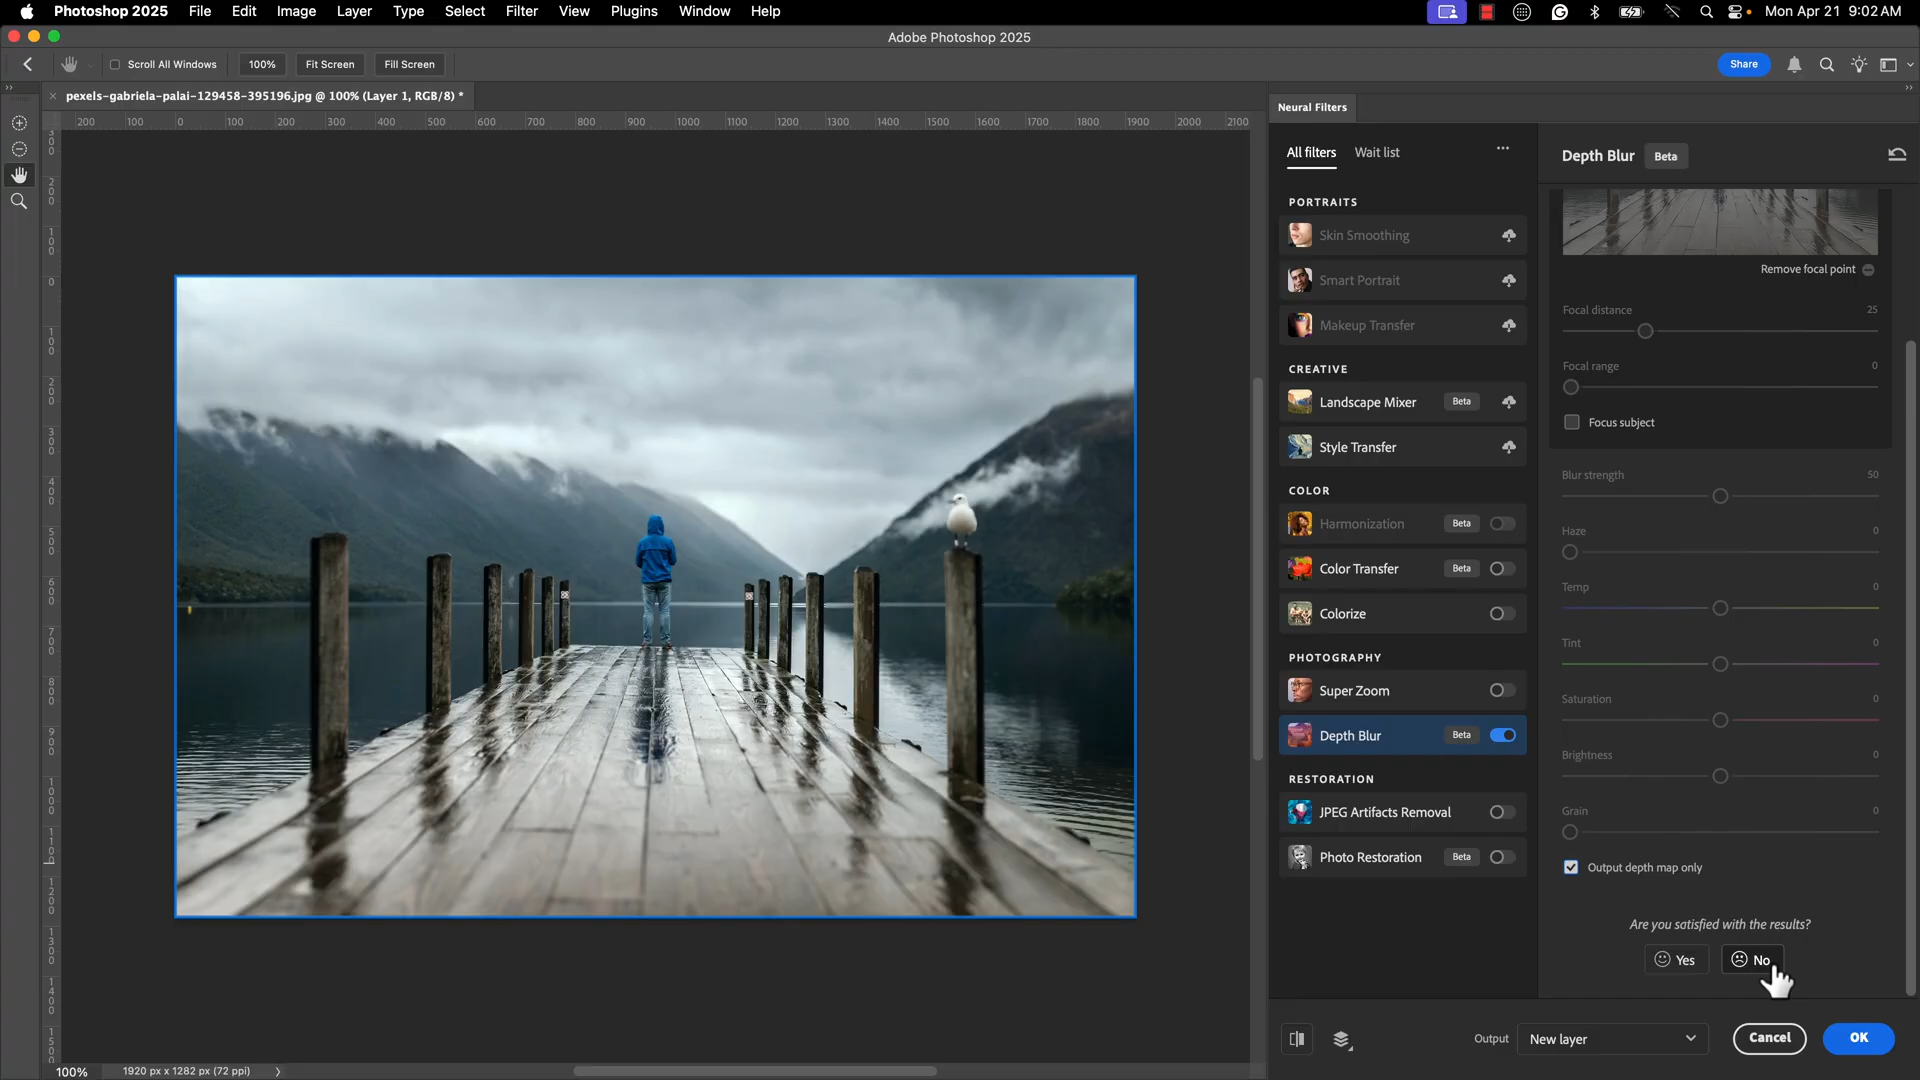 Photoshop 2025 File Edit Image Layer Type Select Filter View Plugins Window Help Mon Apr 21 9:02 AM
Adobe Photoshop 2025
Scroll All Windows 100% Fit Screen Fill Screen Share
pexels-gabriela-palai-129458-395196.jpg @ 100% (Layer 1, RGB/8) *
200 100 0 100 200 300 400 500 600 700 800 900 1000 1100 1200 1300 1400 1500 1600 1700 1800 1900 2000 2100
Neural Filters
All filters Wait list
Depth Blur Beta
PORTRAITS
Skin Smoothing
Smart Portrait
Makeup Transfer
CREATIVE
Landscape Mixer Beta
Style Transfer
COLOR
Harmonization Beta
Color Transfer Beta
Colorize
PHOTOGRAPHY
Super Zoom
Depth Blur Beta
RESTORATION
JPEG Artifacts Removal
Photo Restoration Beta
Remove focal point
Focal distance 25
Focal range 0
Focus subject
Blur strength 50
Haze 0
Temp 0
Tint 0
Saturation 0
Brightness 0
Grain 0
Output depth map only
Are you satisfied with the results?
Yes No
Output New layer Cancel OK
100% 1920 px x 1282 px (72 ppi)